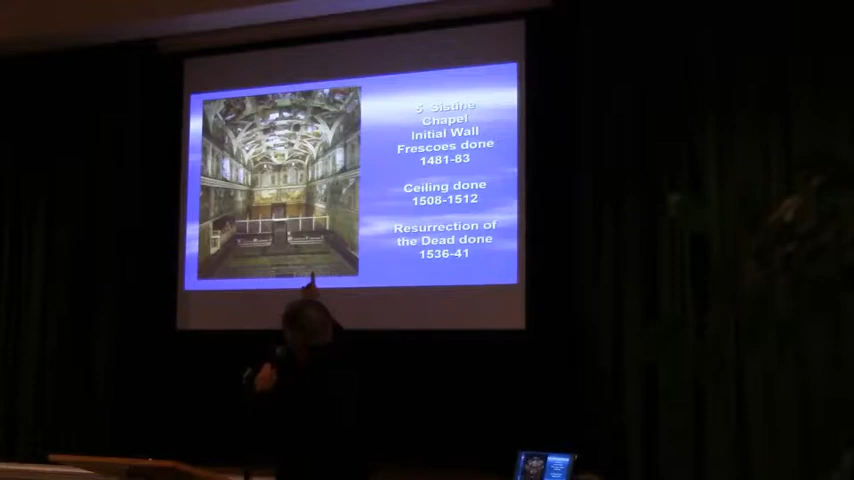 5 Sistine
Chapel
Initial Wall
Frescoes done
1481-83
Ceiling done
1508-1512
Resurrection of
the Dead done
1536-41